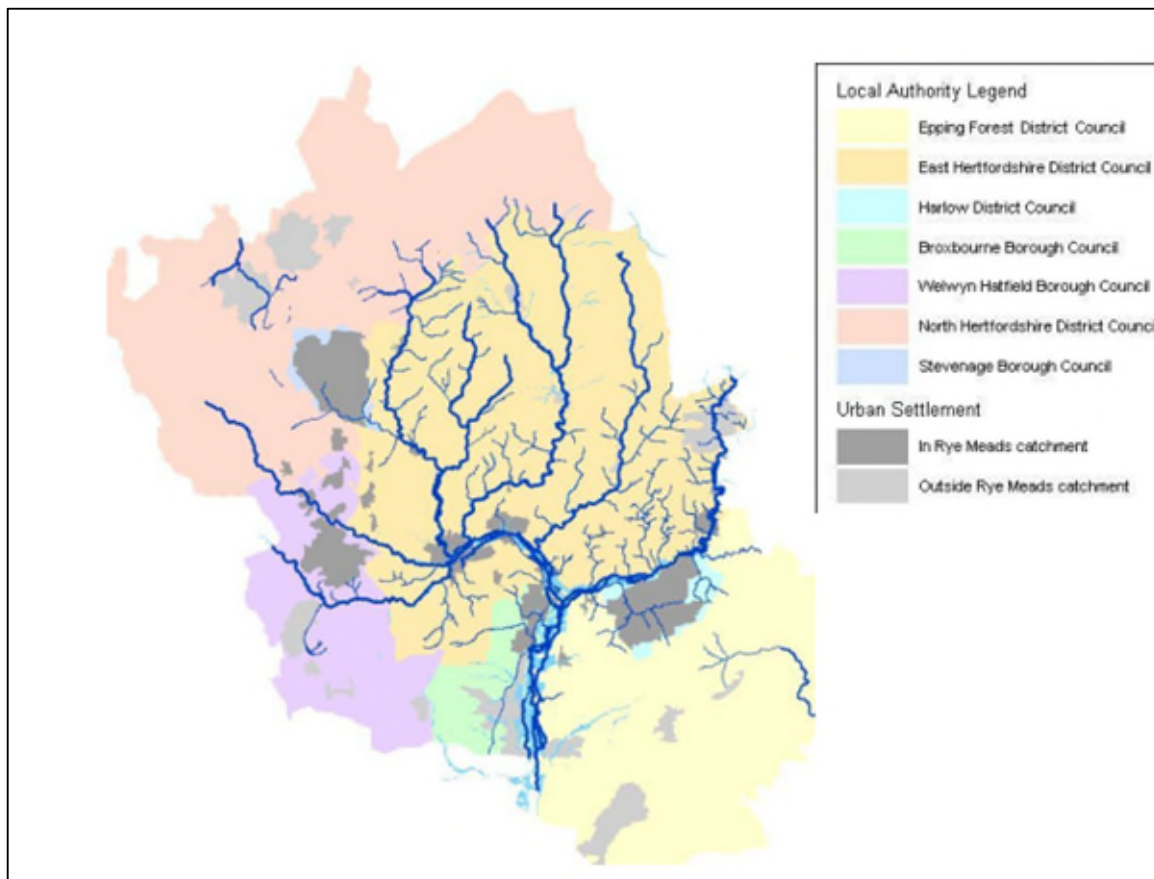 Local Authority Legend
Epping Forest District Council
East Hertfordshire District Council
Harlow District Council
Broxbourne Borough Council
Welwyn Hatfield Borough Council
North Hertfordshire District Council
Stevenage Borough Council
Urban Settlement
In Rye Meads catchment
Outside Rye Meads catchment